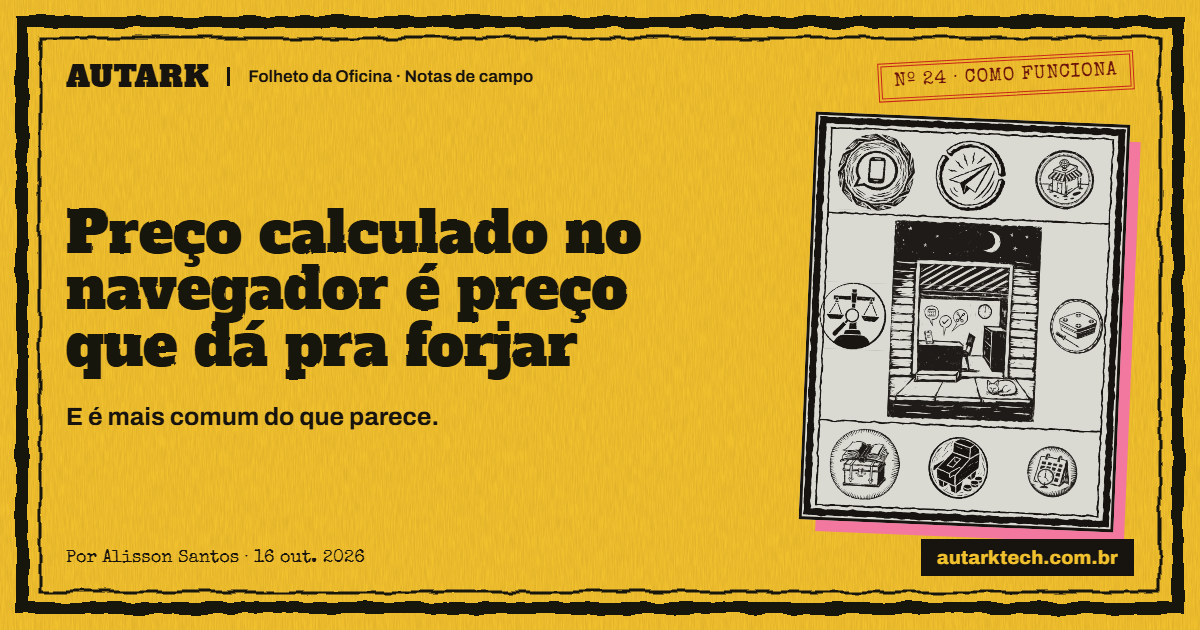 AUTARK
Folheto da Oficina · Notas de campo
Nº 24 · COMO FUNCIONA
Preço calculado no
navegador é preço
que dá pra forjar
E é mais comum do que parece.
Por Alisson Santos · 16 out. 2026
autarktech.com.br